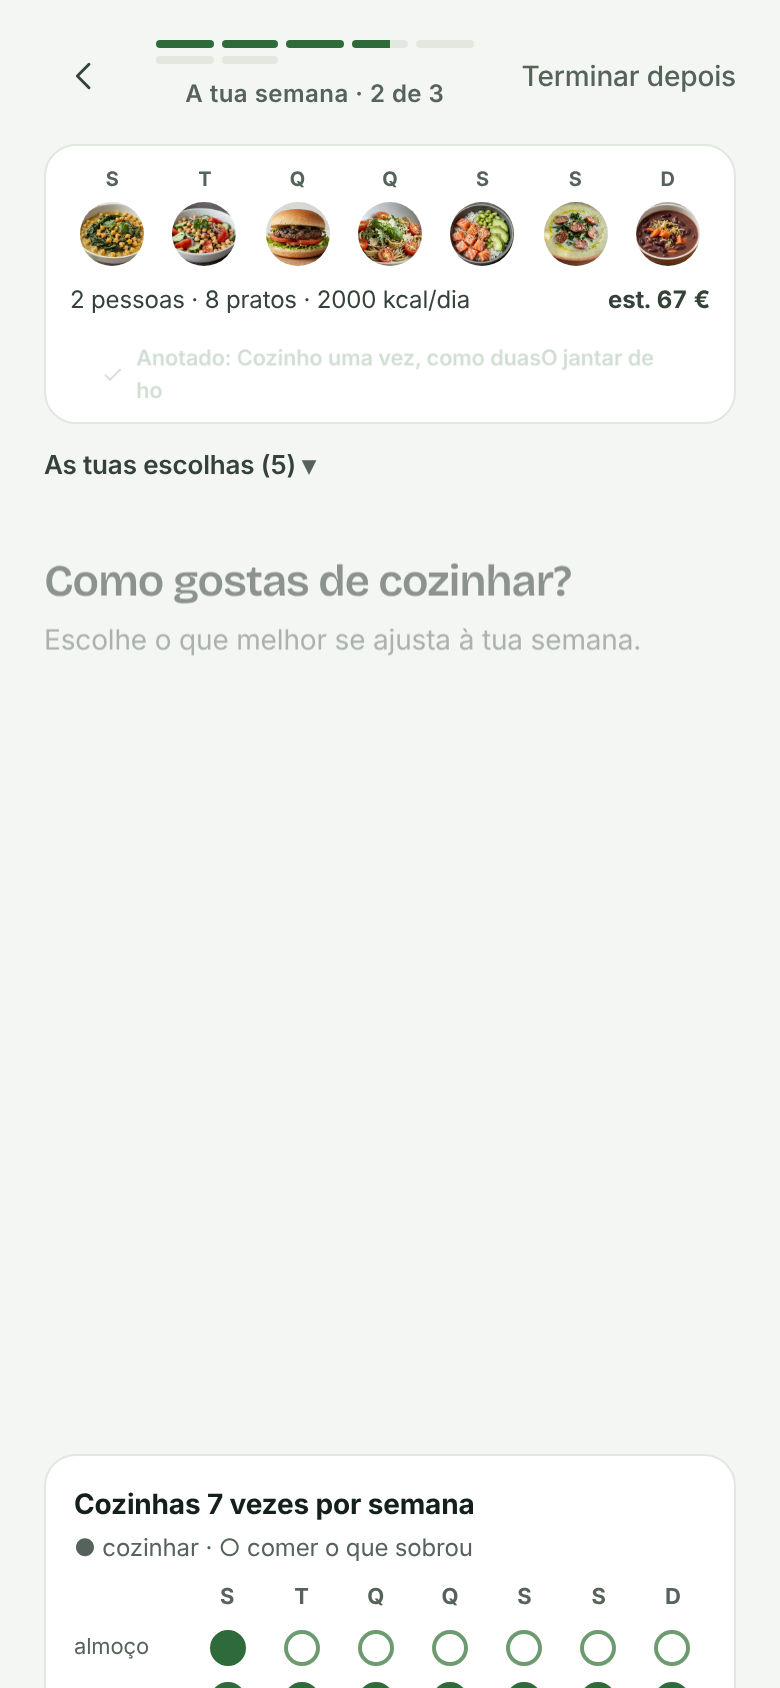 A tua semana · 2 de 3
Terminar depois
S T Q Q S S D
2 pessoas · 8 pratos · 2000 kcal/dia est. 67 €
Anotado: Cozinho uma vez, como duasO jantar de
ho
As tuas escolhas (5) ▾
Como gostas de cozinhar?
Escolhe o que melhor se ajusta à tua semana.
Cozinhas 7 vezes por semana
● cozinhar · ○ comer o que sobrou
S T Q Q S S D
almoço